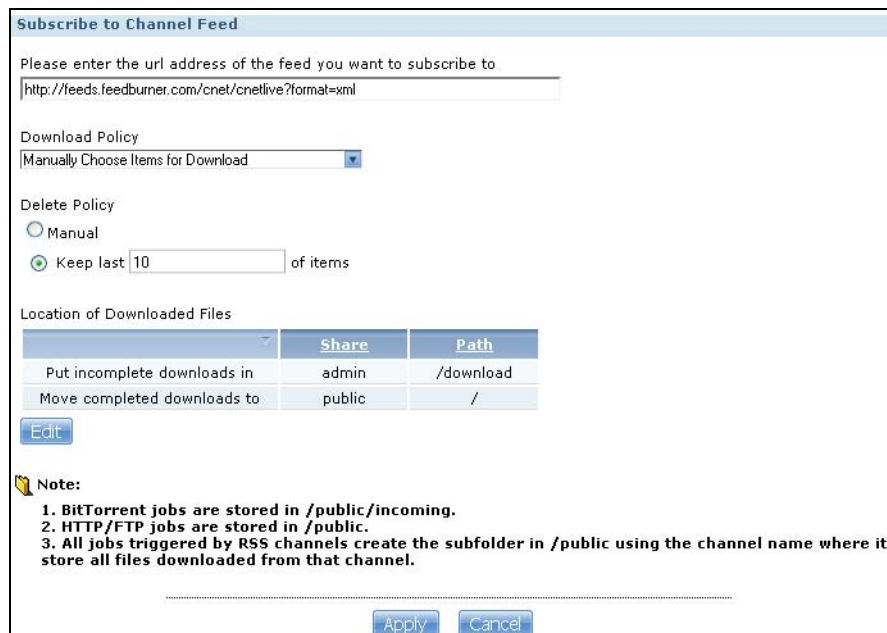 Subscribe to Channel Feed
Please enter the url address of the feed you want to subscribe to
http://feeds.feedburner.com/cnet/cnetlive?format=xml
Download Policy
Manually Choose Items for Download
Delete Policy
Manual
Keep last 10 of items
Location of Downloaded Files
Share Path
Put incomplete downloads in admin /download
Move completed downloads to public /
Edit
Note:
1. BitTorrent jobs are stored in /public/incoming.
2. HTTP/FTP jobs are stored in /public.
3. All jobs triggered by RSS channels create the subfolder in /public using the channel name where it
store all files downloaded from that channel.
Apply Cancel